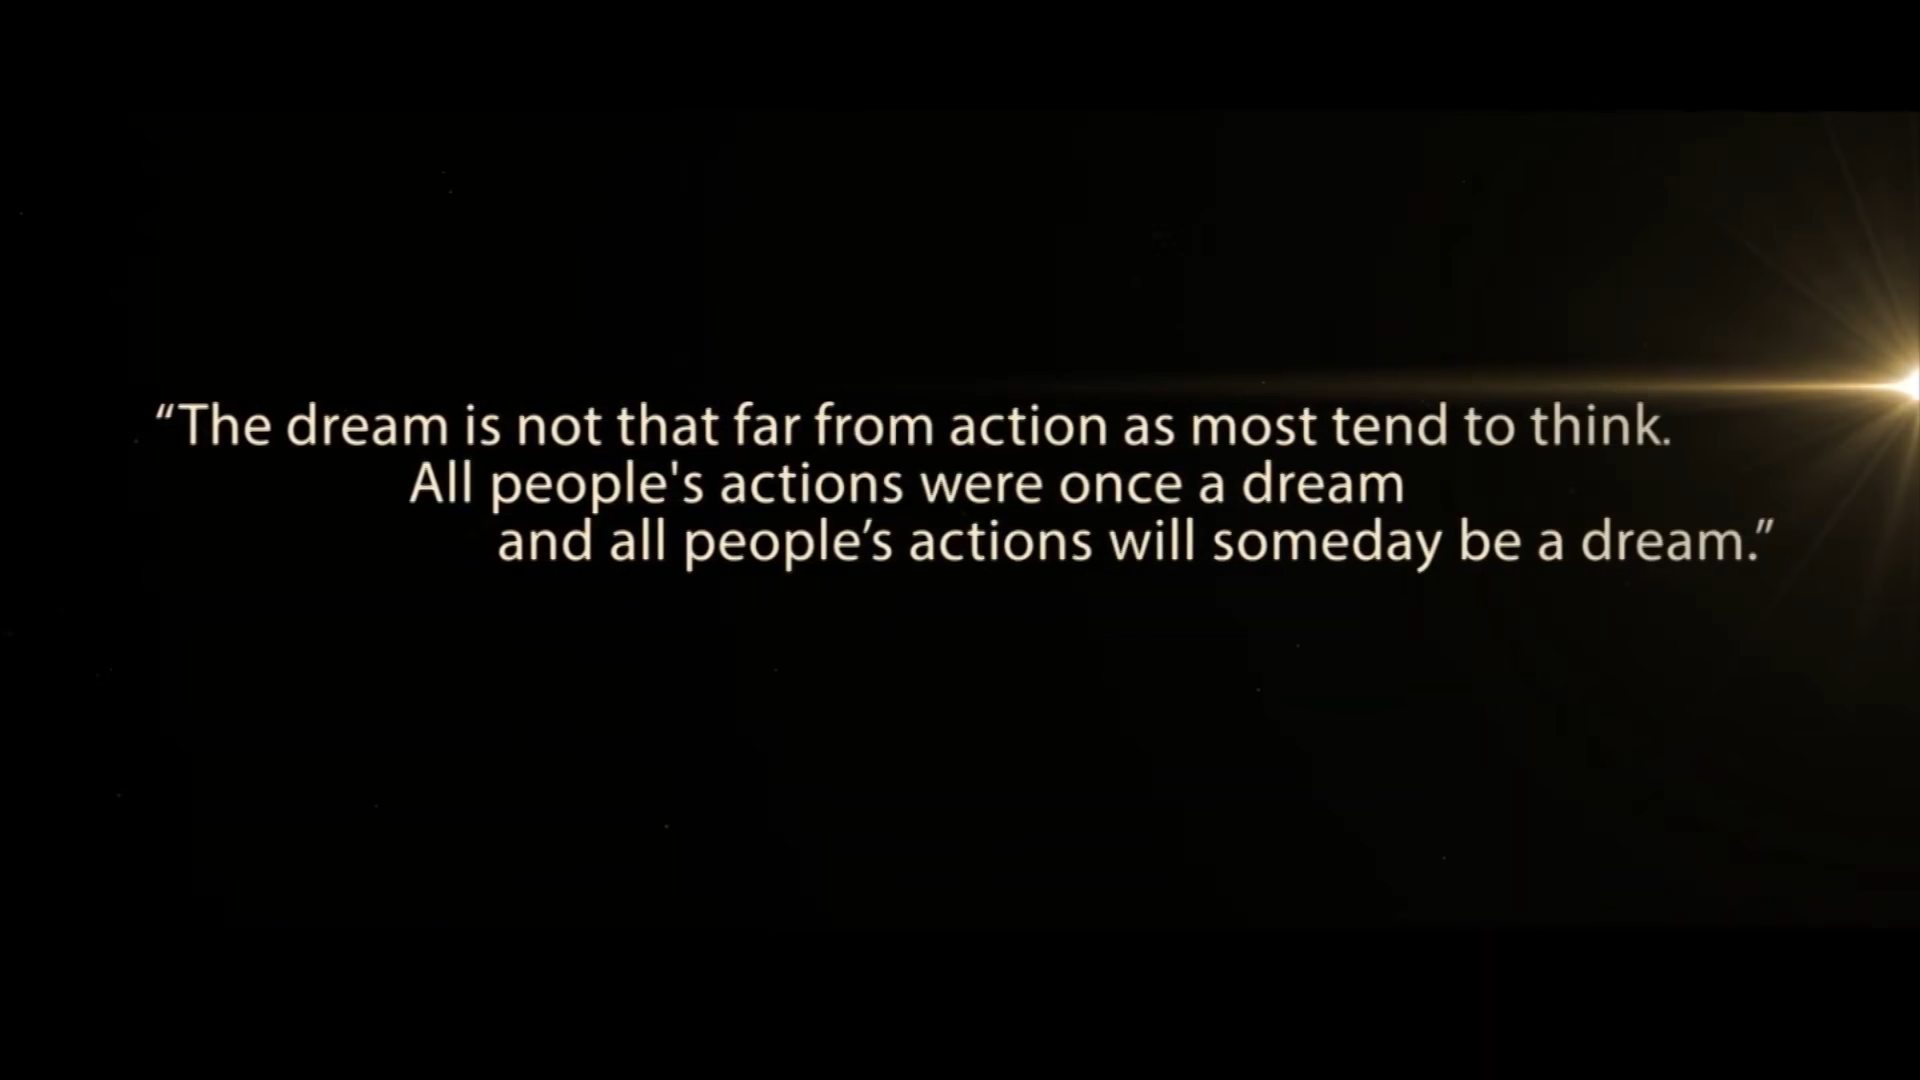 “The dream is not that far from action as most tend to think.
All people's actions were once a dream
and all people’s actions will someday be a dream.”